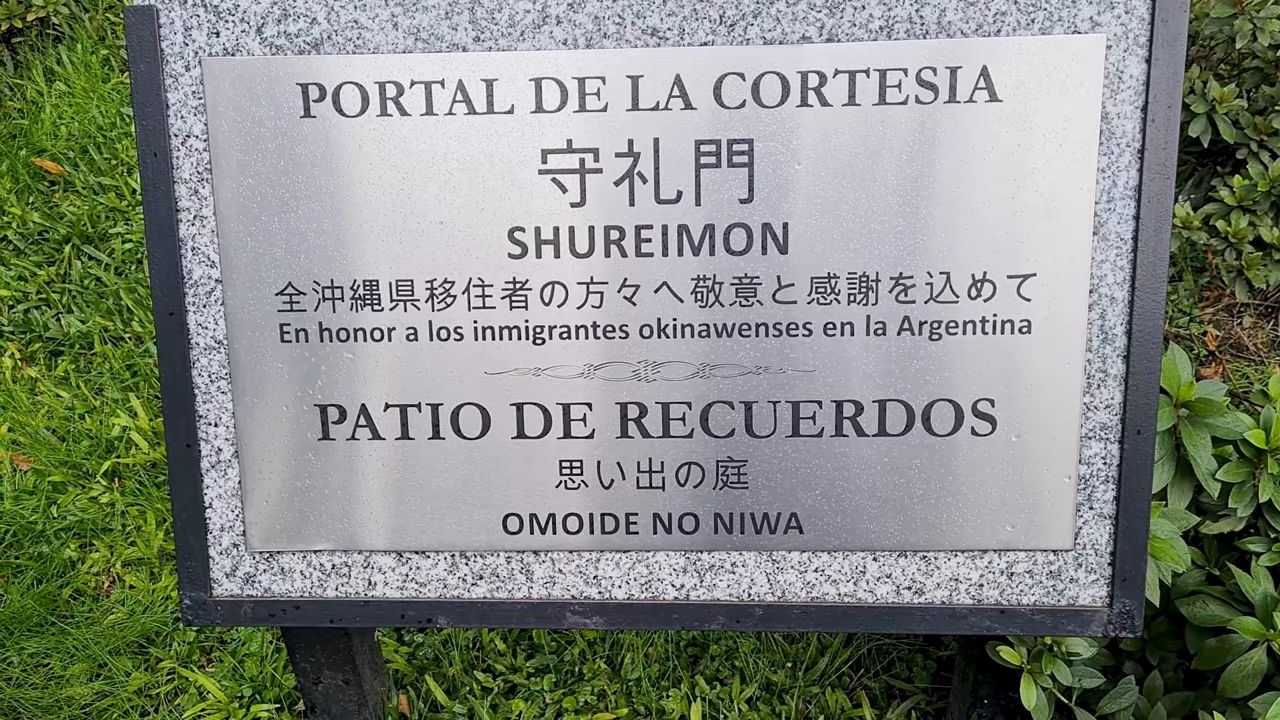 PORTAL DE LA CORTESIA
守礼門
SHUREIMON
全沖縄県移住者の方々へ敬意と感謝を込めて
En honor a los inmigrantes okinawenses en la Argentina
PATIO DE RECUERDOS
思い出の庭
OMOIDE NO NIWA